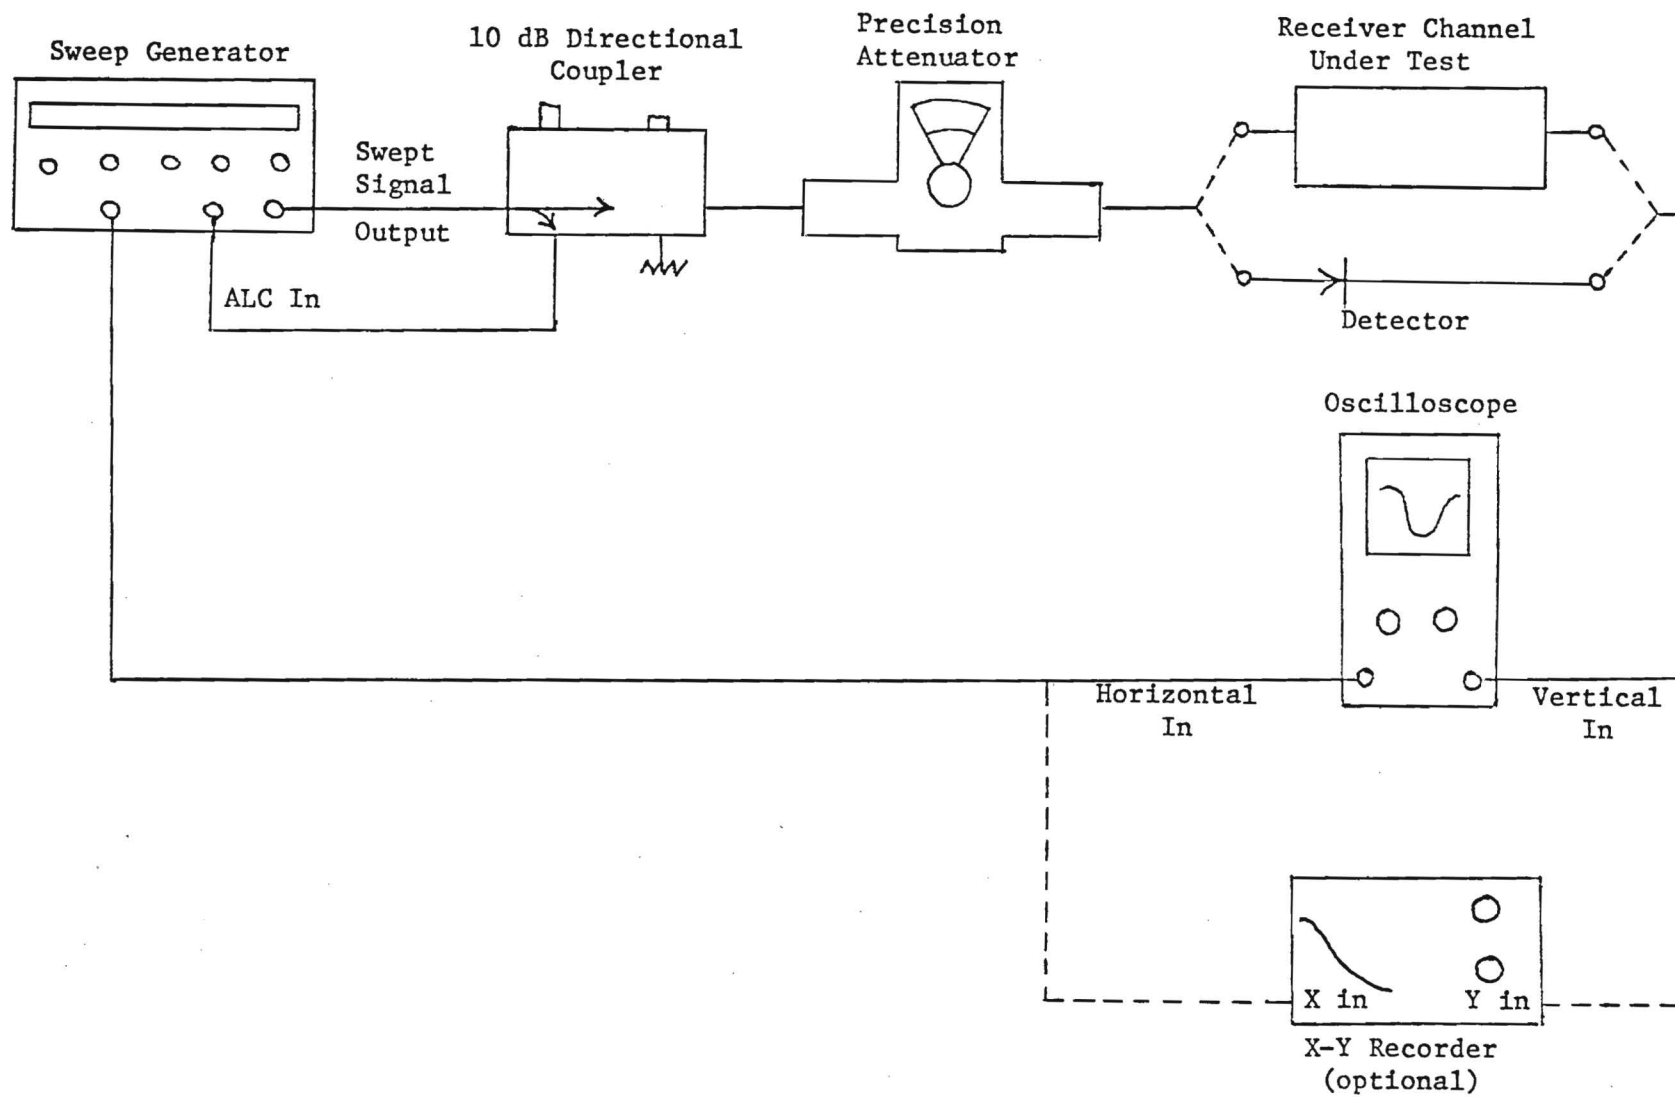 Sweep Generator
10 dB Directional
Coupler
Precision
Attenuator
Receiver Channel
Under Test
Swept
Signal
Output
ALC In
Detector
Oscilloscope
Horizontal
In
Vertical
In
X in
Y in
X-Y Recorder
(optional)